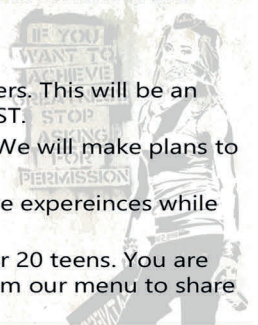 IF YOU
WANT TO
ACHIEVE
ers. This will be an
ST.
STOP
ASKING
FOR
We will make plans to
PERMISSION
e expereinces while
r 20 teens. You are
m our menu to share